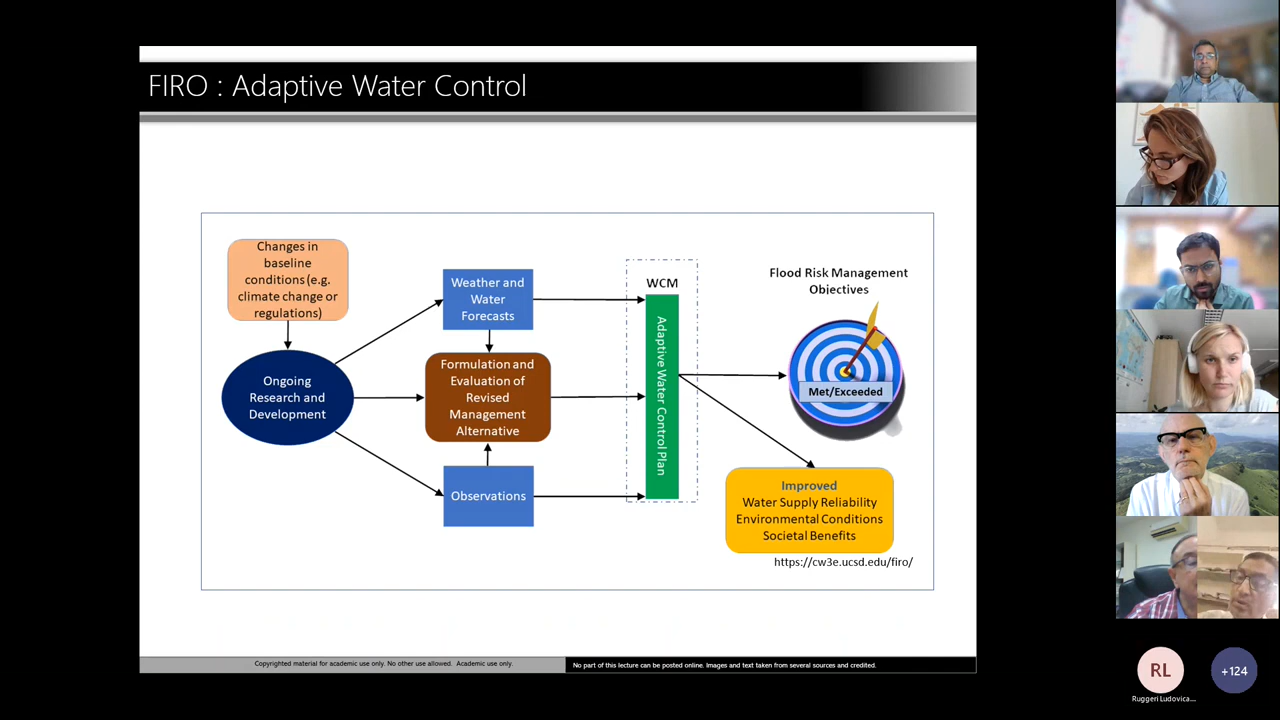 FIRO : Adaptive Water Control
Changes in
baseline
conditions (e.g.
climate change or
regulations)
Ongoing
Research and
Development
Weather and
Water
Forecasts
Formulation and
Evaluation of
Revised
Management
Alternative
Observations
WCM
Adaptive Water Control Plan
Flood Risk Management
Objectives
Met/Exceeded
Improved
Water Supply Reliability
Environmental Conditions
Societal Benefits
https://cw3e.ucsd.edu/firo/
Copyrighted material for academic use only. No other use allowed. Academic use only.
No part of this lecture can be posted online. Images and text taken from several sources and credited.
RL
Ruggeri Ludovica...
+124